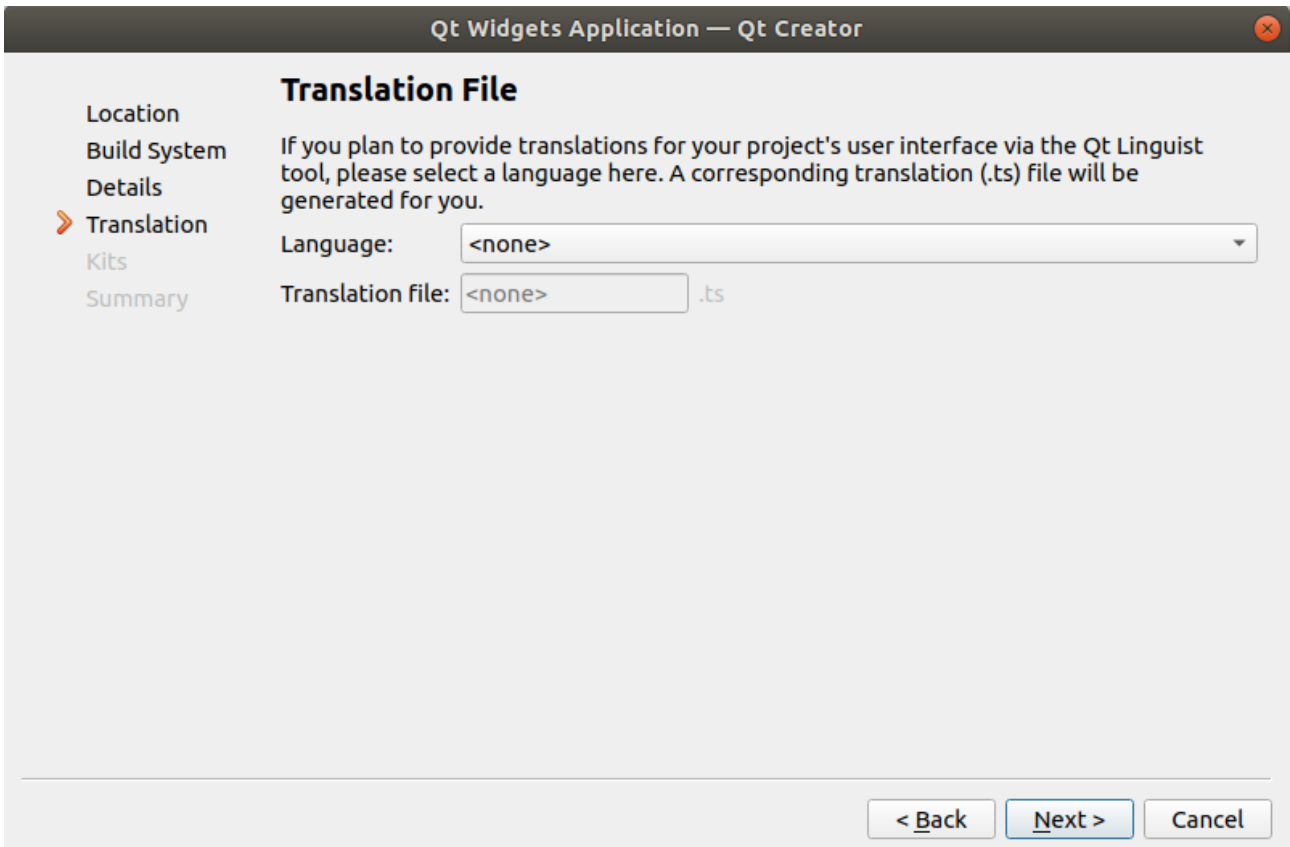 Qt Widgets Application — Qt Creator
Location
Build System
Details
Translation
Kits
Summary
Translation File
If you plan to provide translations for your project's user interface via the Qt Linguist
tool, please select a language here. A corresponding translation (.ts) file will be
generated for you.
Language: <none>
Translation file: <none> .ts
< Back Next > Cancel